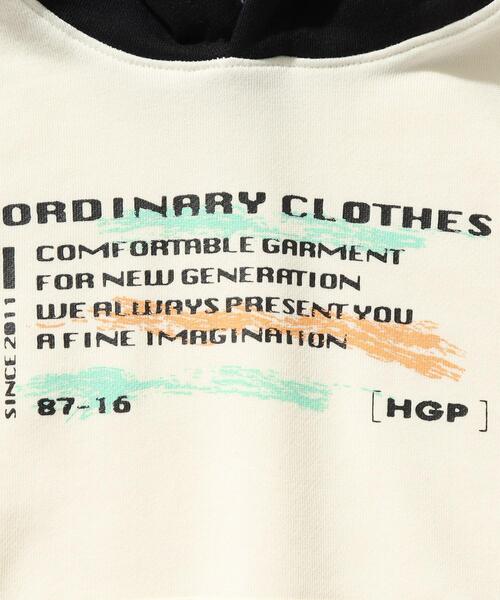 ORDINARY CLOTHES
COMFORTABLE GARMENT
FOR NEW GENERATION
WE ALWAYS PRESENT YOU
A FINE IMAGINATION
SINCE 2011
87-16
[HGP]